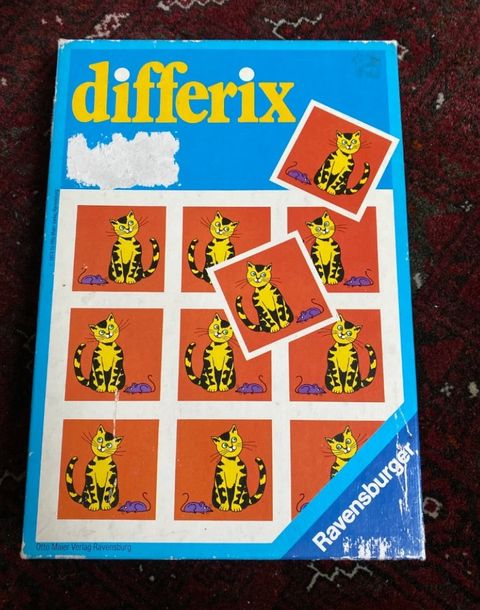 differix
Otto Maier Verlag Ravensburg
Ravensburger